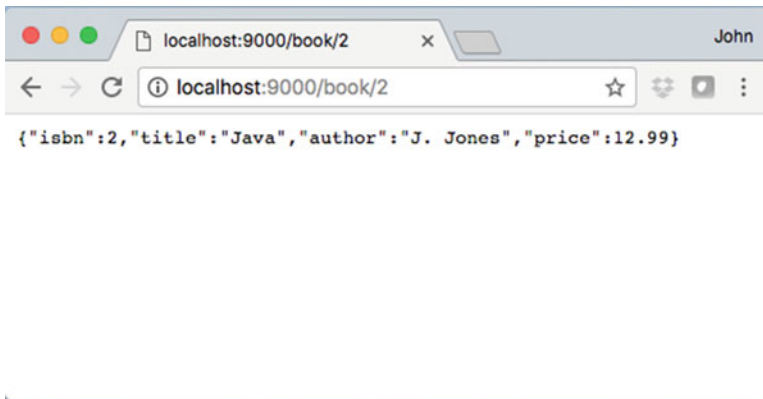 localhost:9000/book/2
John
localhost:9000/book/2
{"isbn":2,"title":"Java","author":"J. Jones","price":12.99}